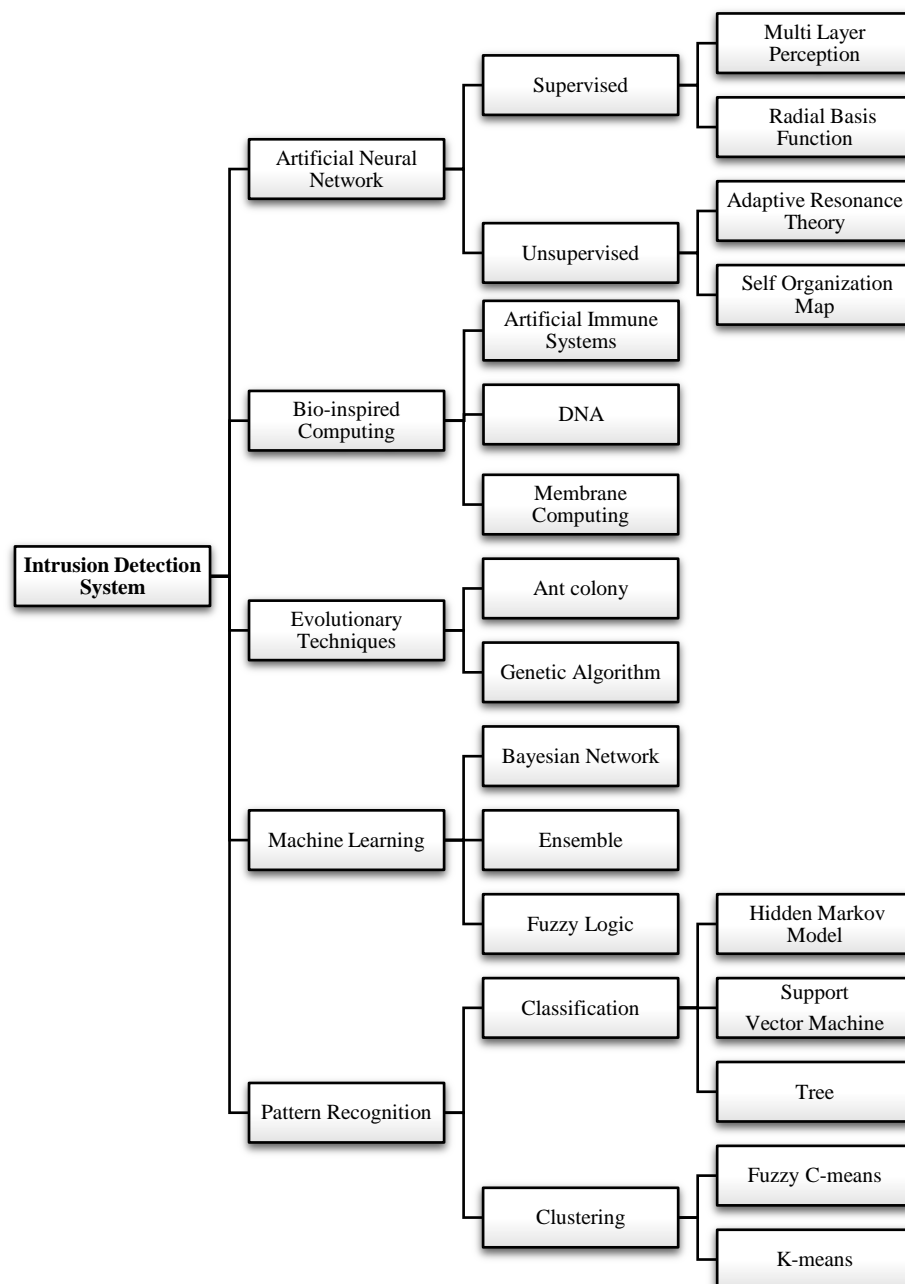 Multi Layer
Perception
Supervised
Radial Basis
Function
Artificial Neural
Network
Adaptive Resonance
Theory
Unsupervised
Self Organization
Map
Artificial Immune
Systems
Bio-inspired
Computing
DNA
Membrane
Computing
Intrusion Detection
System
Ant colony
Evolutionary
Techniques
Genetic Algorithm
Bayesian Network
Machine Learning
Ensemble
Fuzzy Logic
Hidden Markov
Model
Classification
Support
Vector Machine
Tree
Pattern Recognition
Fuzzy C-means
Clustering
K-means